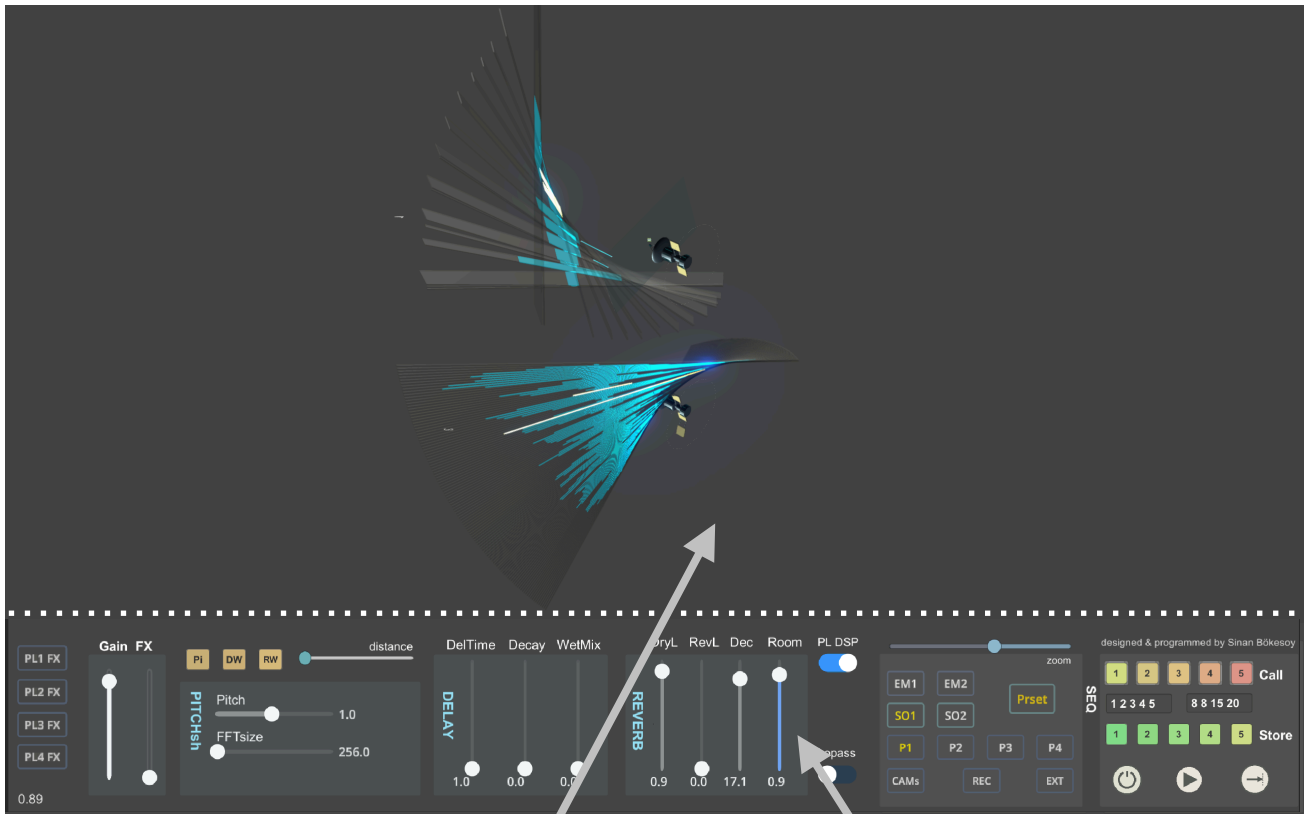 PL1 FX
PL2 FX
PL3 FX
PL4 FX
0.89
Gain FX
Pi DW RW
distance
PITCHsh
Pitch
1.0
FFTsize
256.0
DELAY
DelTime Decay WetMix
1.0 0.0
REVERB
RevL Dec Room
0.9 0.0 17.1 0.9
PL DSP
zoom
EM1 EM2
SO1 SO2
Prset
P1 P2 P3 P4
CAMs REC EXT
SEQ
designed & programmed by Sinan Bökesoy
1 2 3 4 5 Call
1 2 3 4 5 8 8 15 20
1 2 3 4 5 Store